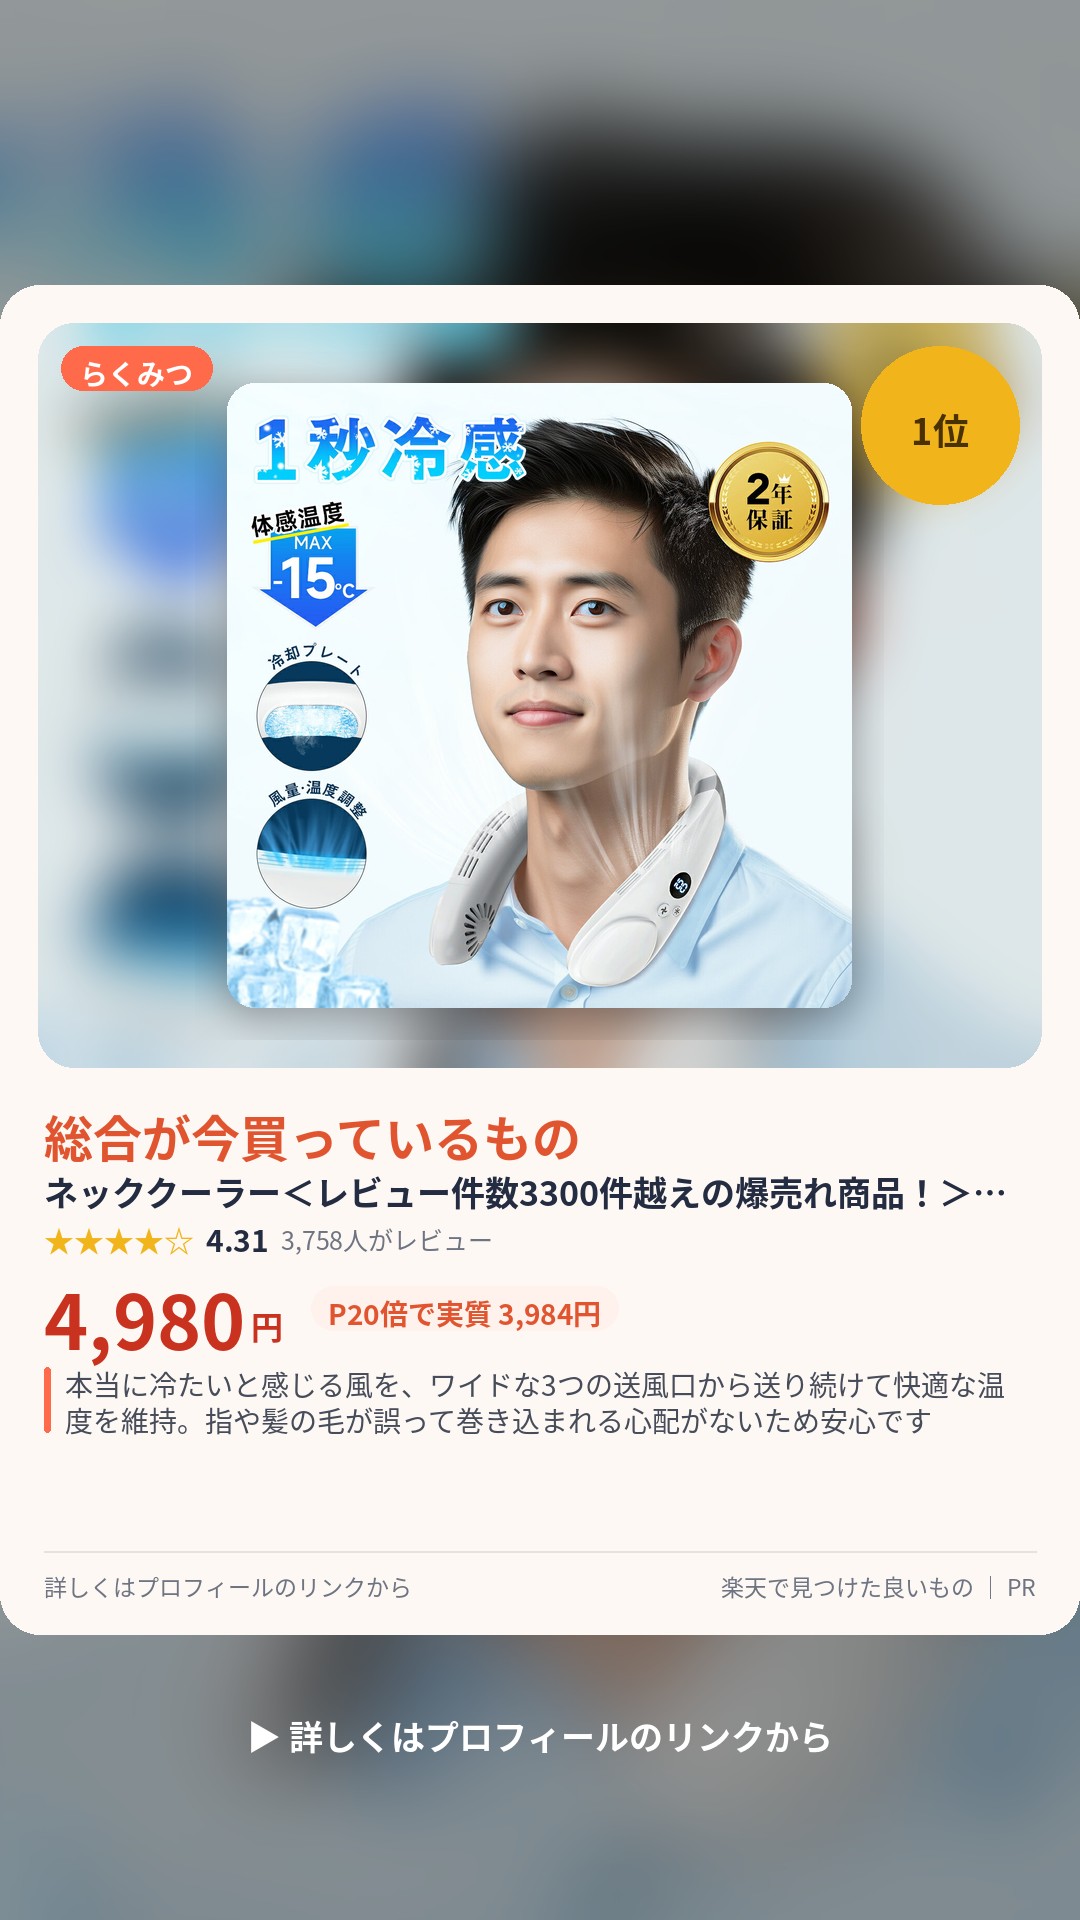 らくみつ
1位
1秒冷感
2年
保証
体感温度
MAX
-15℃
冷却プレート
風量·温度調整
100
総合が今買っているもの
ネッククーラー＜レビュー件数3300件越えの爆売れ商品！＞…
★★★★☆ 4.31 3,758人がレビュー
4,980円 P20倍で実質 3,984円
本当に冷たいと感じる風を、ワイドな3つの送風口から送り続けて快適な温
度を維持。指や髪の毛が誤って巻き込まれる心配がないため安心です
詳しくはプロフィールのリンクから
楽天で見つけた良いもの｜PR
▶ 詳しくはプロフィールのリンクから